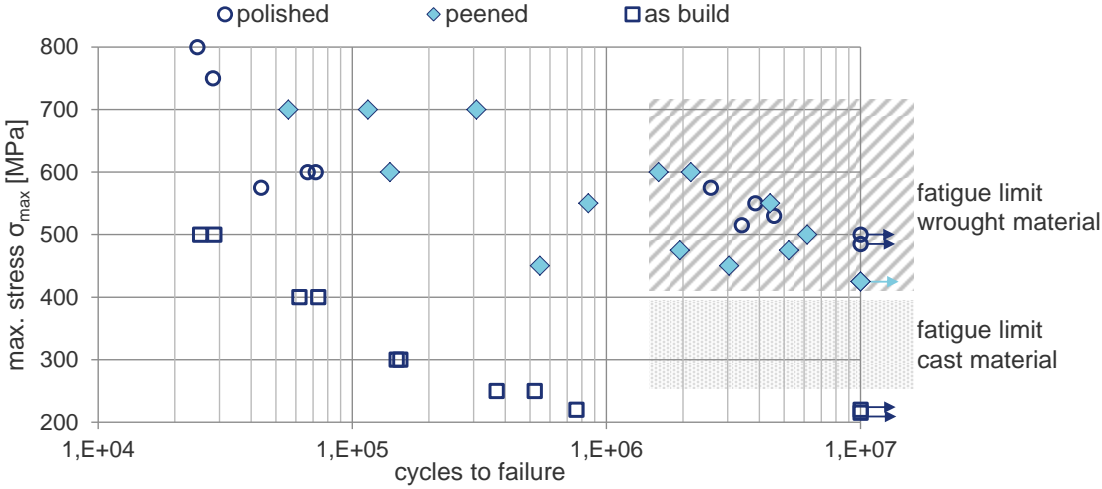 polished peened as build
800
700
600
500
400
300
200
max. stress σmax [MPa]
1,E+04 1,E+05 1,E+06 1,E+07
cycles to failure
fatigue limit
wrought material
fatigue limit
cast material